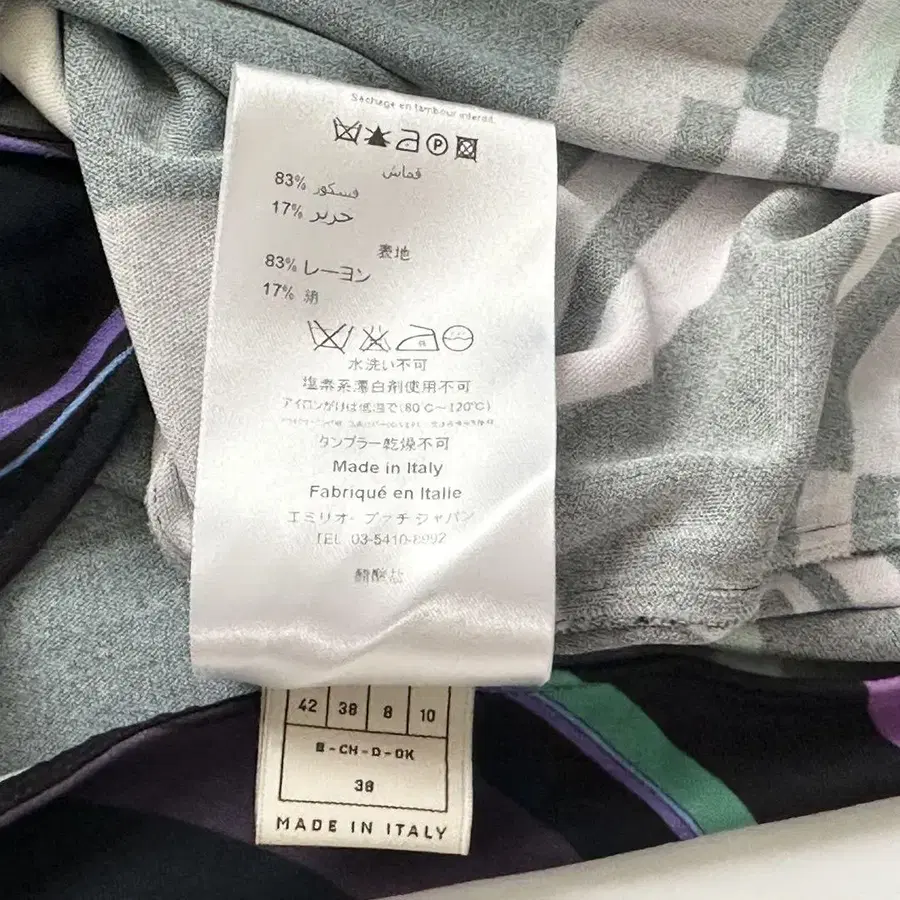 Séchage en tambour interdit.
P
قماش
83% فسكوز
17% حرير
表地
83% レーヨン
17% 絹
水洗い不可
塩素系漂白剤使用不可
アイロンがけは低温で(80℃～120℃)
タンブラー乾燥不可
Made in Italy
Fabriqué en Italie
エミリオ・プッチ ジャパン
TEL 03-5410-8992
42 38 8 10
B-CH-D-DK
38
MADE IN ITALY